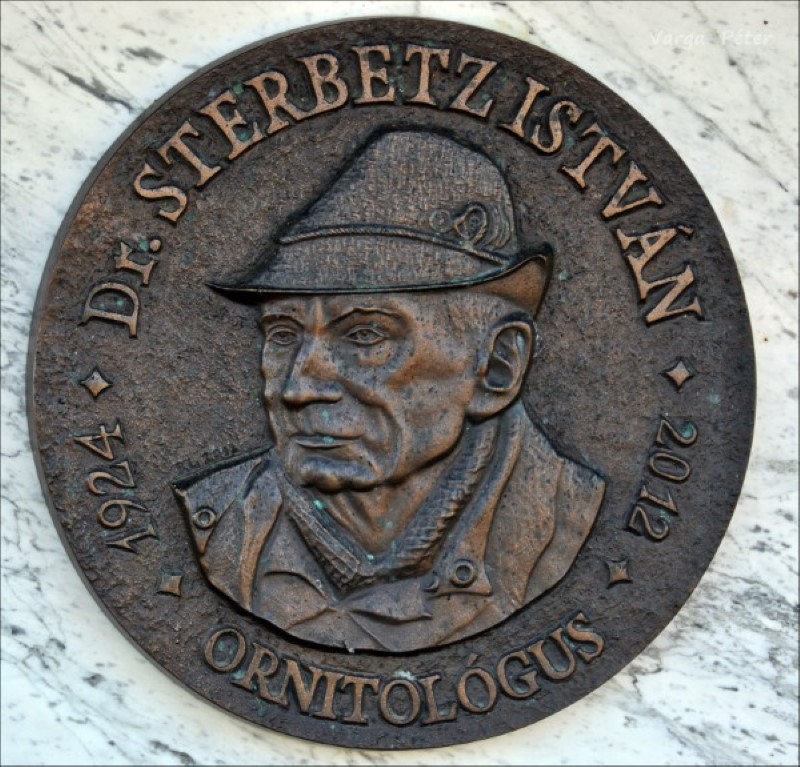 Dr. STERBETZ ISTVÁN
1924
2012
ORNITOLÓGUS
Varga Péter